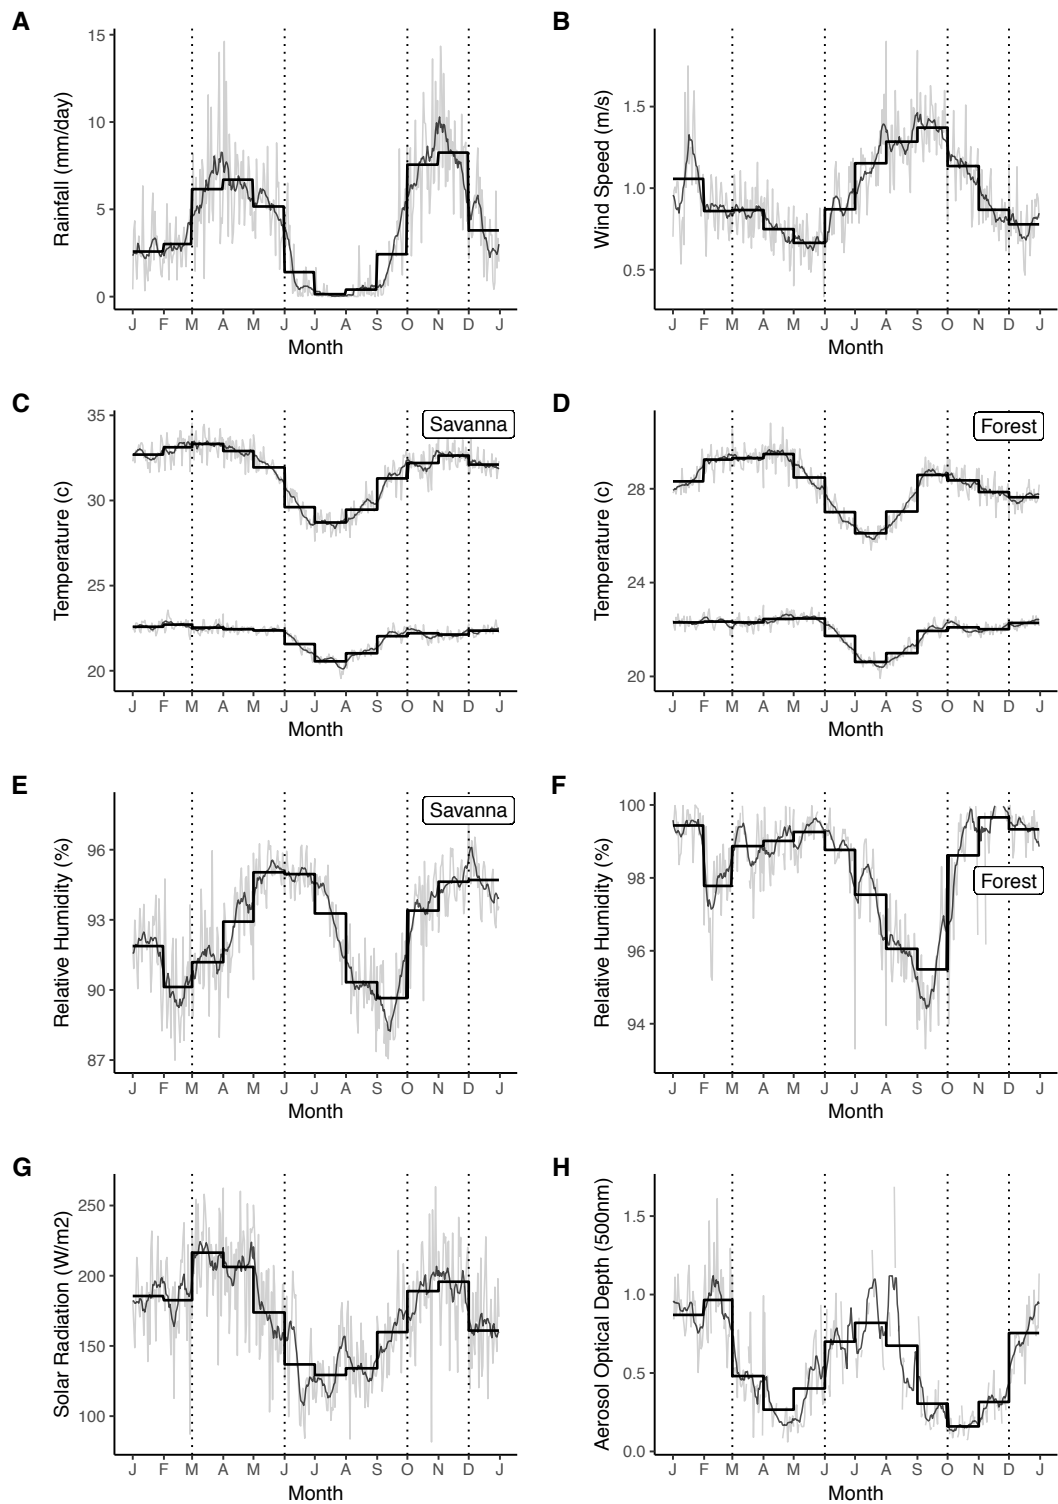 A
Rainfall (mm/day)
15
10
5
0
J F M A M J J A S O N D J
Month
B
Wind Speed (m/s)
1.5
1.0
0.5
J F M A M J J A S O N D J
Month
C
Temperature (c)
35
30
25
20
Savanna
J F M A M J J A S O N D J
Month
D
Temperature (c)
28
24
20
Forest
J F M A M J J A S O N D J
Month
E
Relative Humidity (%)
96
93
90
87
Savanna
J F M A M J J A S O N D J
Month
F
Relative Humidity (%)
100
98
96
94
Forest
J F M A M J J A S O N D J
Month
G
Solar Radiation (W/m2)
250
200
150
100
J F M A M J J A S O N D J
Month
H
Aerosol Optical Depth (500nm)
1.5
1.0
0.5
0.0
J F M A M J J A S O N D J
Month